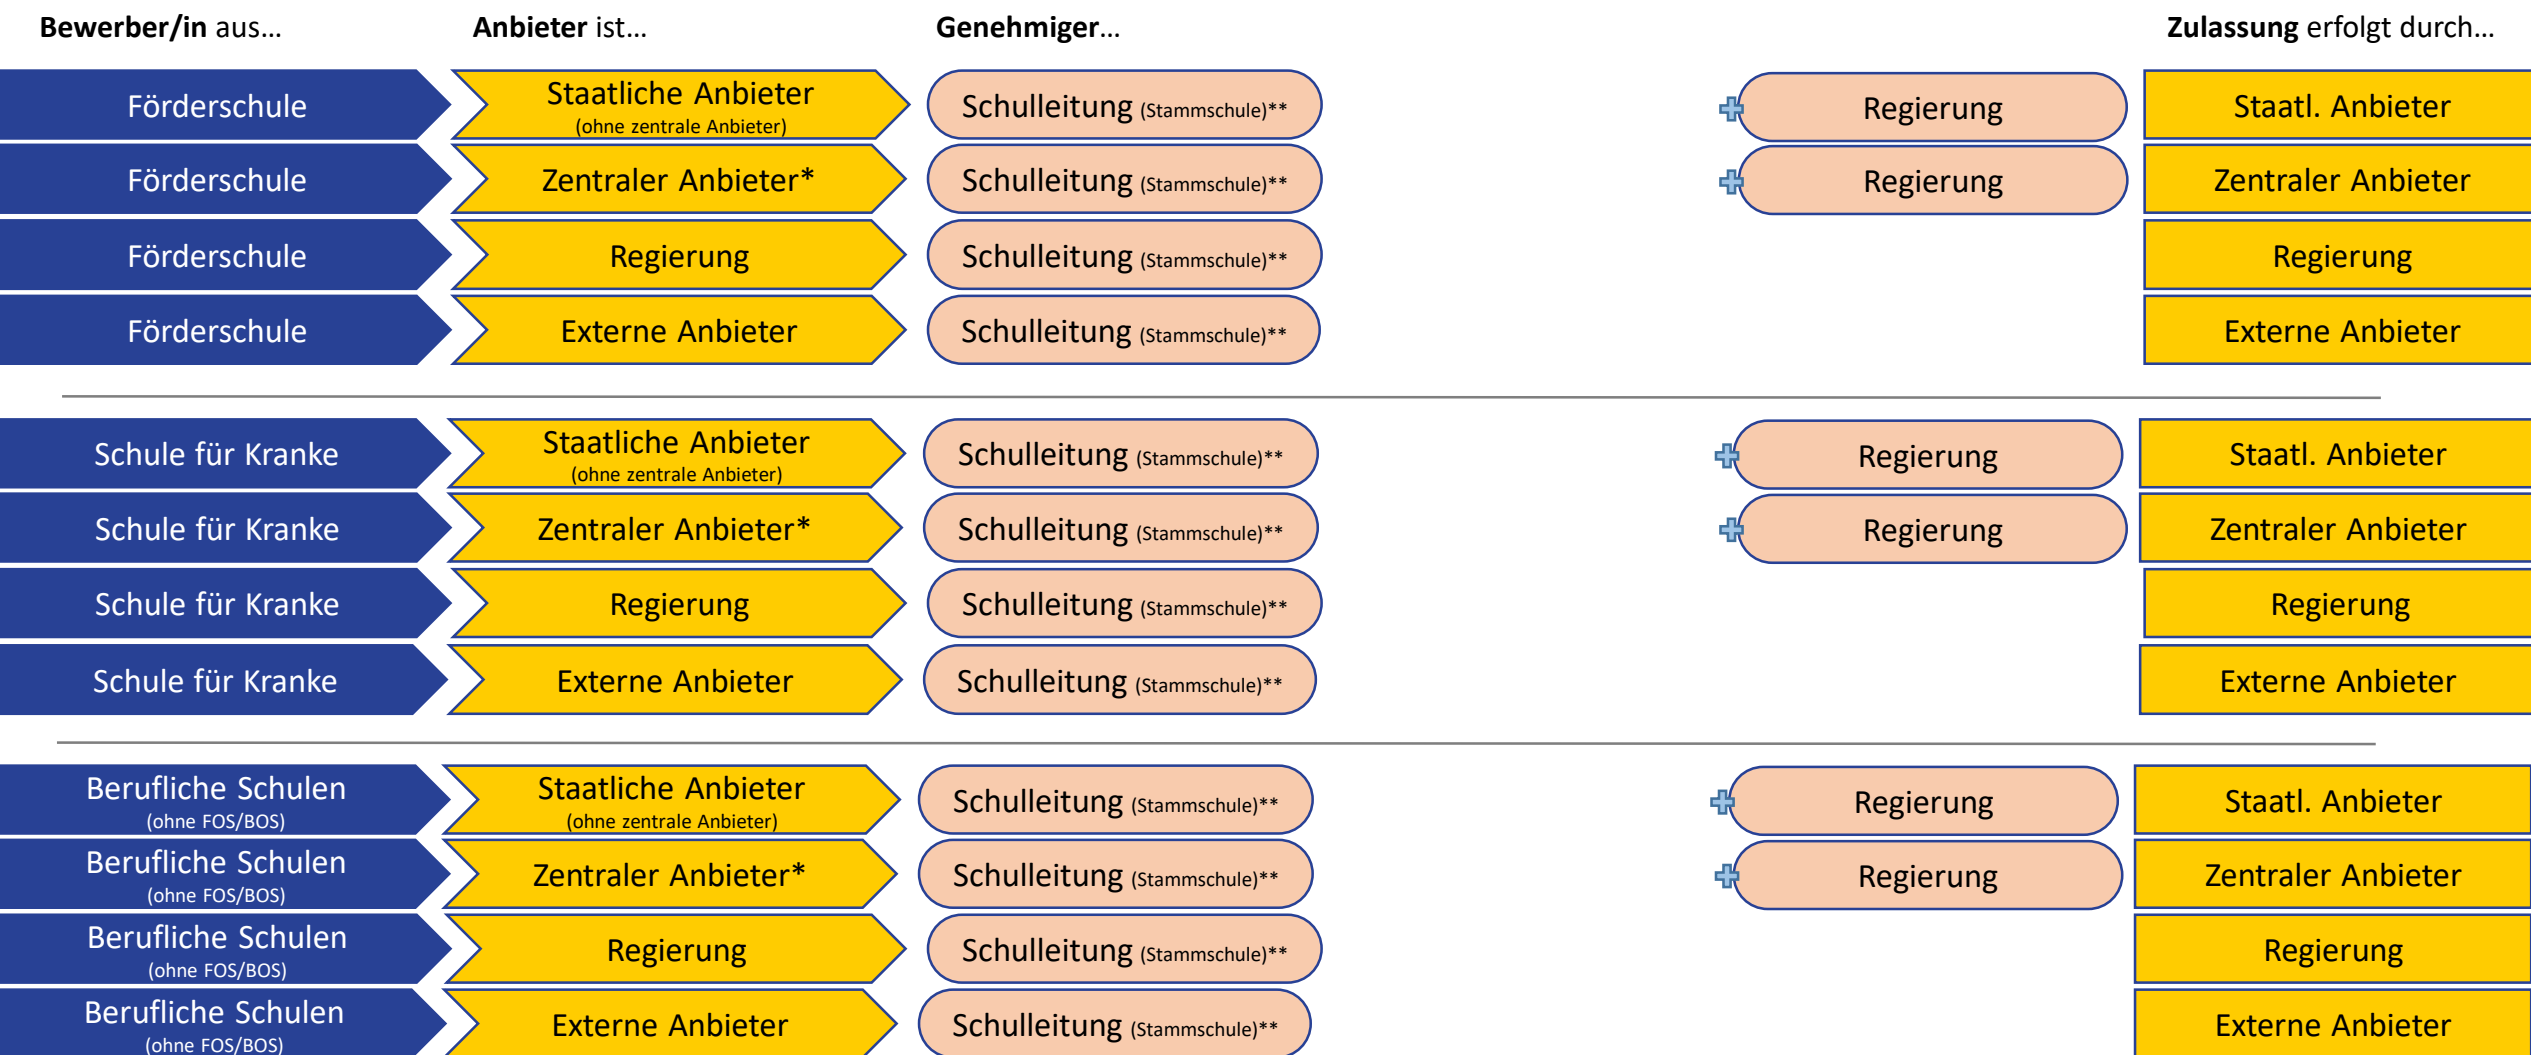 Bewerber/in aus… Anbieter ist… Genehmiger… Zulassung erfolgt durch…
Förderschule Staatliche Anbieter Schulleitung (Stammschule)** Regierung Staatl. Anbieter
(ohne zentrale Anbieter)
Förderschule Zentraler Anbieter* Schulleitung (Stammschule)** Regierung Zentraler Anbieter
Förderschule Regierung Schulleitung (Stammschule)** Regierung
Förderschule Externe Anbieter Schulleitung (Stammschule)** Externe Anbieter
Schule für Kranke Staatliche Anbieter Schulleitung (Stammschule)** Regierung Staatl. Anbieter
(ohne zentrale Anbieter)
Schule für Kranke Zentraler Anbieter* Schulleitung (Stammschule)** Regierung Zentraler Anbieter
Schule für Kranke Regierung Schulleitung (Stammschule)** Regierung
Schule für Kranke Externe Anbieter Schulleitung (Stammschule)** Externe Anbieter
Berufliche Schulen Staatliche Anbieter Schulleitung (Stammschule)** Regierung Staatl. Anbieter
(ohne FOS/BOS) (ohne zentrale Anbieter)
Berufliche Schulen Zentraler Anbieter* Schulleitung (Stammschule)** Regierung Zentraler Anbieter
(ohne FOS/BOS)
Berufliche Schulen Regierung Schulleitung (Stammschule)** Regierung
(ohne FOS/BOS)
Berufliche Schulen Externe Anbieter Schulleitung (Stammschule)** Externe Anbieter
(ohne FOS/BOS)